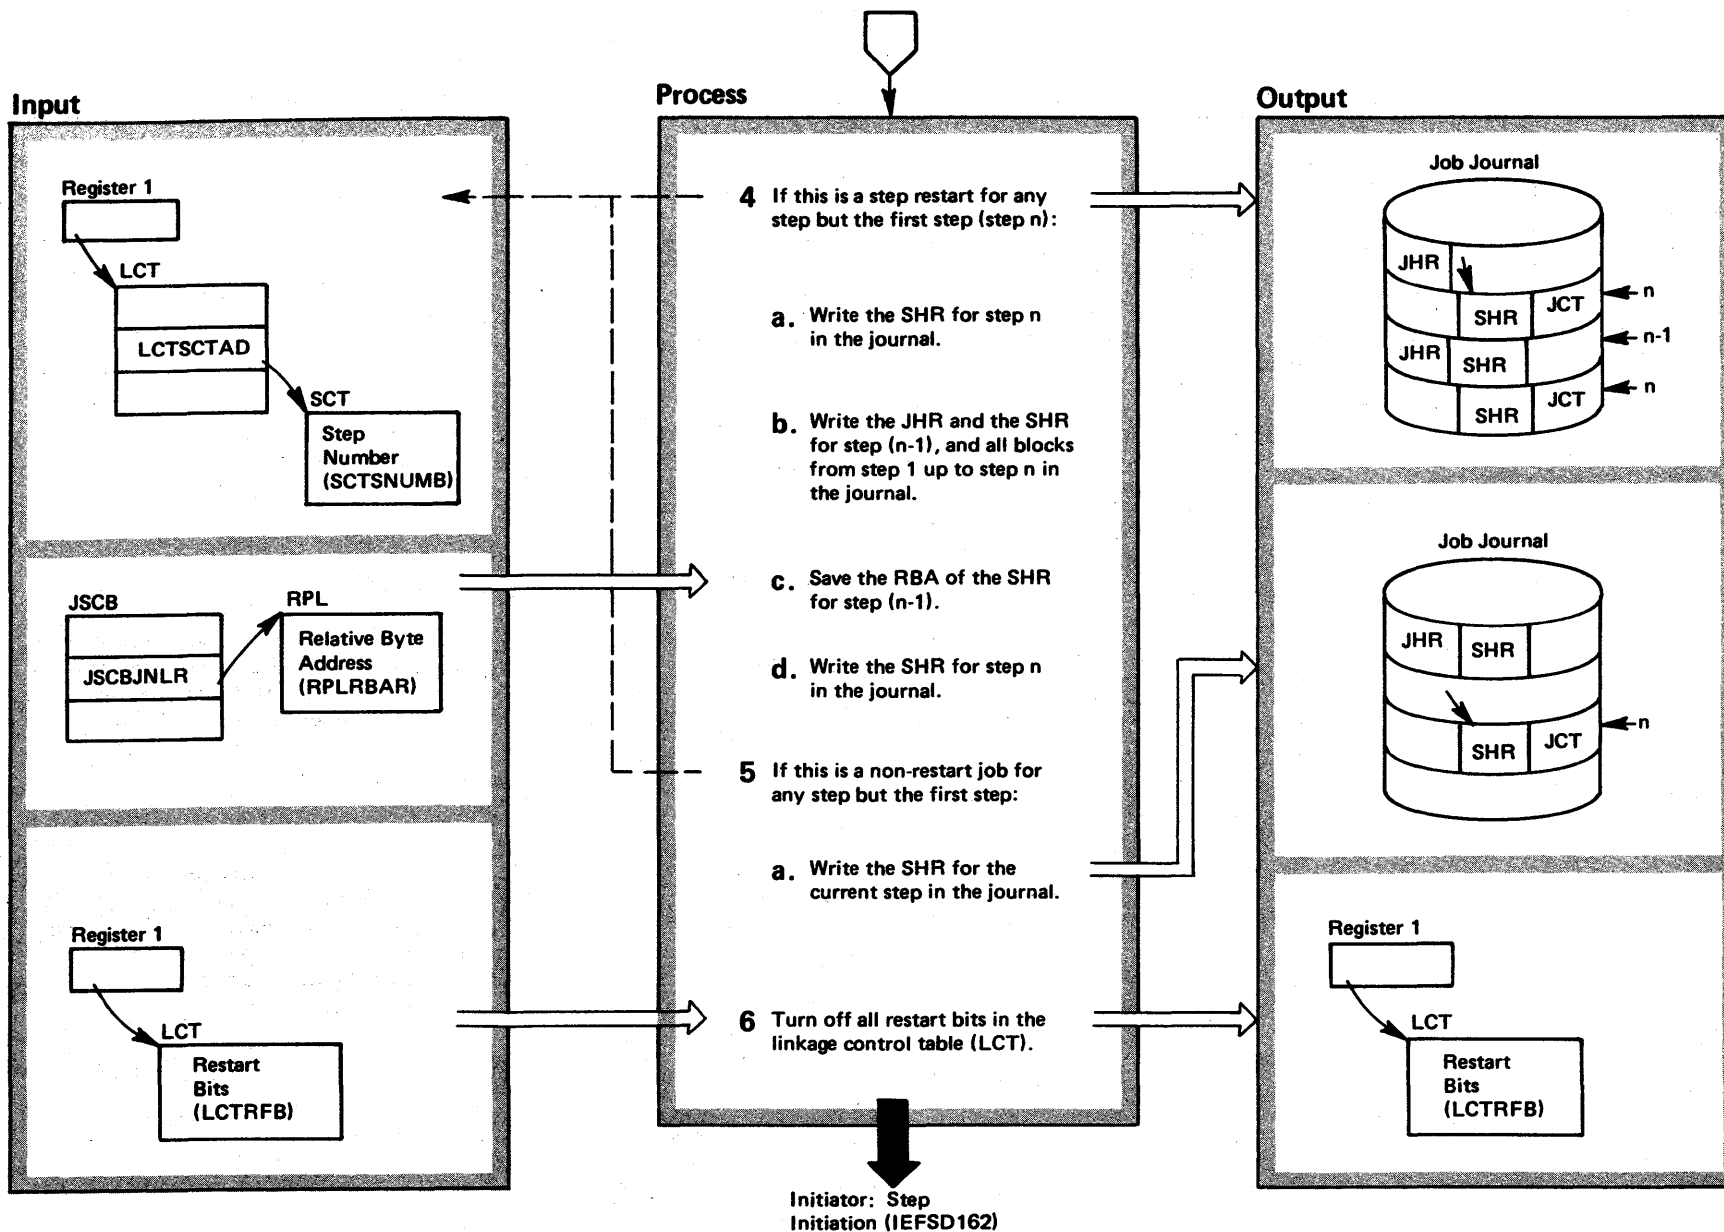 Input
Register 1
LCT
LCTSCTAD
SCT
Step
Number
(SCTSNUMB)
JSCB
JSCBJNLR
RPL
Relative Byte
Address
(RPLRBAR)
Register 1
LCT
Restart
Bits
(LCTRFB)
Process
4 If this is a step restart for any
step but the first step (step n):
a. Write the SHR for step n
in the journal.
b. Write the JHR and the SHR
for step (n-1), and all blocks
from step 1 up to step n in
the journal.
c. Save the RBA of the SHR
for step (n-1).
d. Write the SHR for step n
in the journal.
5 If this is a non-restart job for
any step but the first step:
a. Write the SHR for the
current step in the journal.
6 Turn off all restart bits in the
linkage control table (LCT).
Initiator: Step
Initiation (IEFSD162)
Output
Job Journal
JHR
SHR JCT n
n-1
JHR SHR
n
SHR JCT
Job Journal
JHR SHR
n
SHR JCT
Register 1
LCT
Restart
Bits
(LCTRFB)